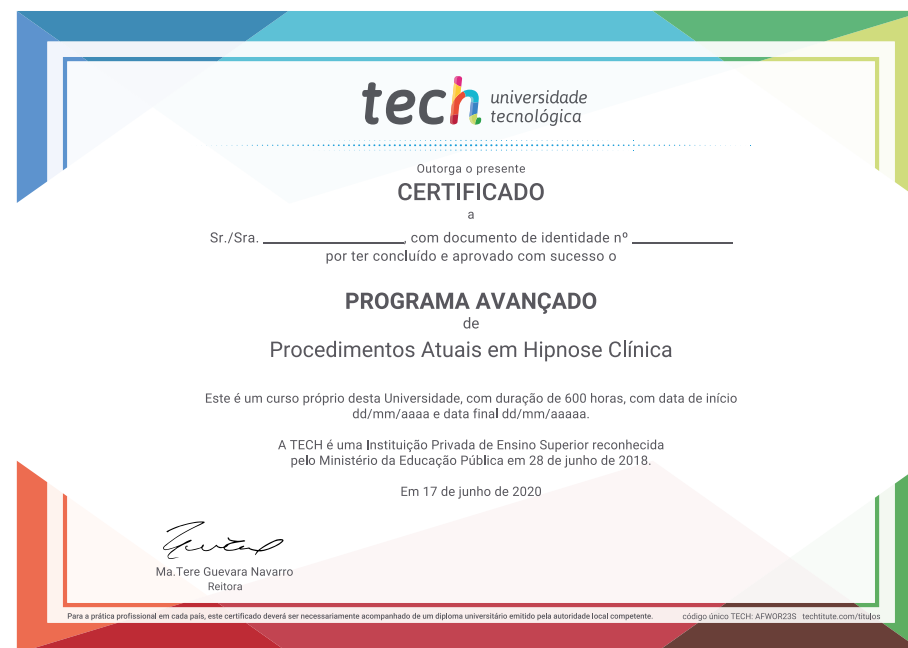 tech universidade
tecnológica
Outorga o presente
CERTIFICADO
a
Sr./Sra. ____________, com documento de identidade nº ____________
por ter concluído e aprovado com sucesso o
PROGRAMA AVANÇADO
de
Procedimentos Atuais em Hipnose Clínica
Este é um curso próprio desta Universidade, com duração de 600 horas, com data de início
dd/mm/aaaa e data final dd/mm/aaaaa.
A TECH é uma Instituição Privada de Ensino Superior reconhecida
pelo Ministério da Educação Pública em 28 de junho de 2018.
Em 17 de junho de 2020
Ma.Tere Guevara Navarro
Reitora
Para a prática profissional em cada país, este certificado deverá ser necessariamente acompanhado de um diploma universitário emitido pela autoridade local competente. código único TECH: AFWOR23S techtitute.com/titulos